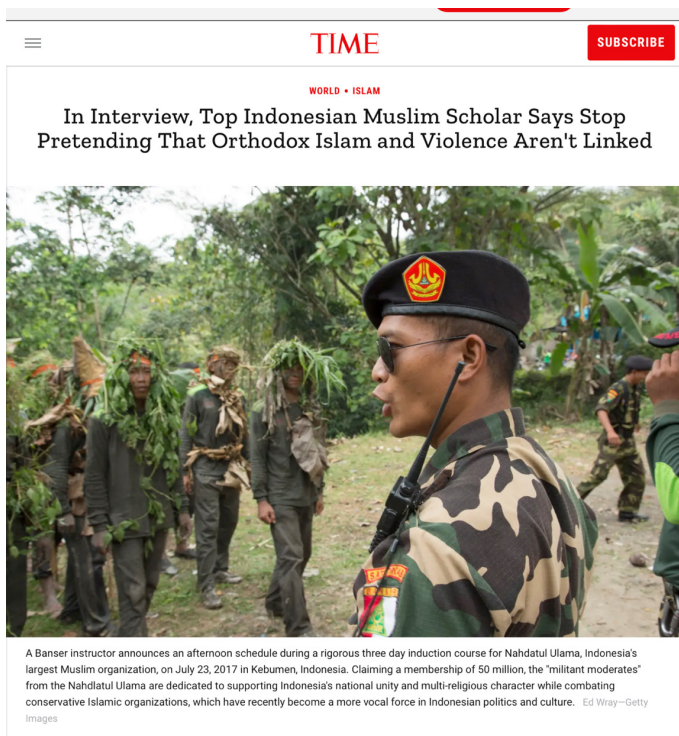 TIME
SUBSCRIBE
WORLD • ISLAM
In Interview, Top Indonesian Muslim Scholar Says Stop
Pretending That Orthodox Islam and Violence Aren't Linked
A Banser instructor announces an afternoon schedule during a rigorous three day induction course for Nahdatul Ulama, Indonesia's
largest Muslim organization, on July 23, 2017 in Kebumen, Indonesia. Claiming a membership of 50 million, the "militant moderates"
from the Nahdlatul Ulama are dedicated to supporting Indonesia's national unity and multi-religious character while combating
conservative Islamic organizations, which have recently become a more vocal force in Indonesian politics and culture. Ed Wray—Getty
Images